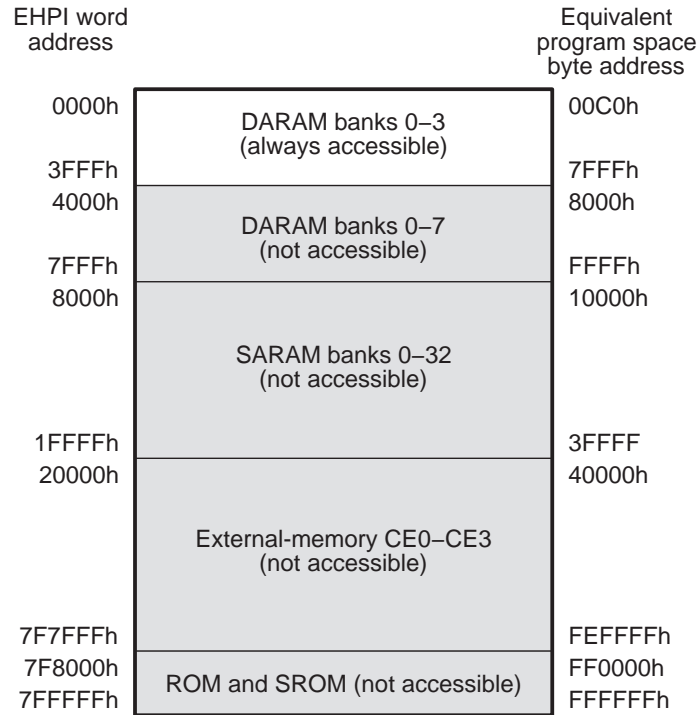 EHPI word
address
Equivalent
program space
byte address
0000h
DARAM banks 0–3
(always accessible)
00C0h
3FFFh
7FFFh
4000h
DARAM banks 0–7
(not accessible)
8000h
7FFFh
FFFFh
8000h
10000h
SARAM banks 0–32
(not accessible)
1FFFFh
3FFFF
20000h
40000h
External-memory CE0–CE3
(not accessible)
7F7FFFh
FEFFFFh
7F8000h
FF0000h
ROM and SROM (not accessible)
7FFFFFh
FFFFFFh